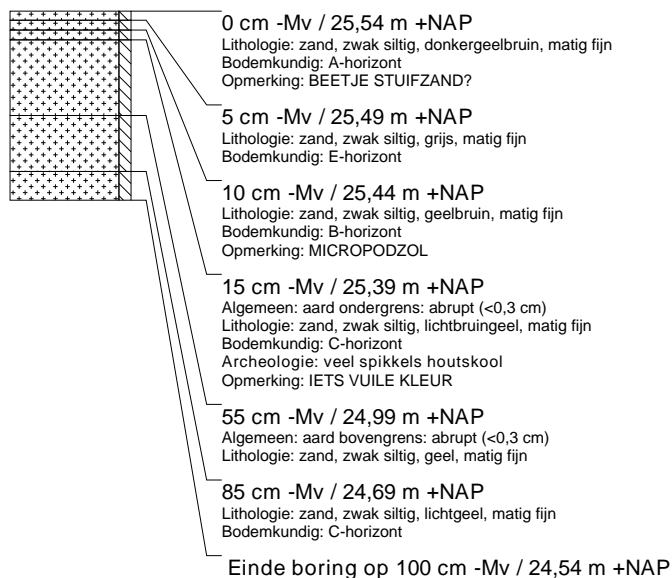 0 cm -Mv / 25,54 m +NAP
Lithologie: zand, zwak siltig, donkergeelbruin, matig fijn
Bodemkundig: A-horizont
Opmerking: BEETJE STUIFZAND?
5 cm -Mv / 25,49 m +NAP
Lithologie: zand, zwak siltig, grijs, matig fijn
Bodemkundig: E-horizont
10 cm -Mv / 25,44 m +NAP
Lithologie: zand, zwak siltig, geelbruin, matig fijn
Bodemkundig: B-horizont
Opmerking: MICROPODZOL
15 cm -Mv / 25,39 m +NAP
Algemeen: aard ondergrens: abrupt (<0,3 cm)
Lithologie: zand, zwak siltig, lichtbruingeel, matig fijn
Bodemkundig: C-horizont
Archeologie: veel spikkels houtskool
Opmerking: IETS VUILE KLEUR
55 cm -Mv / 24,99 m +NAP
Algemeen: aard bovengrens: abrupt (<0,3 cm)
Lithologie: zand, zwak siltig, geel, matig fijn
85 cm -Mv / 24,69 m +NAP
Lithologie: zand, zwak siltig, lichtgeel, matig fijn
Bodemkundig: C-horizont
Einde boring op 100 cm -Mv / 24,54 m +NAP